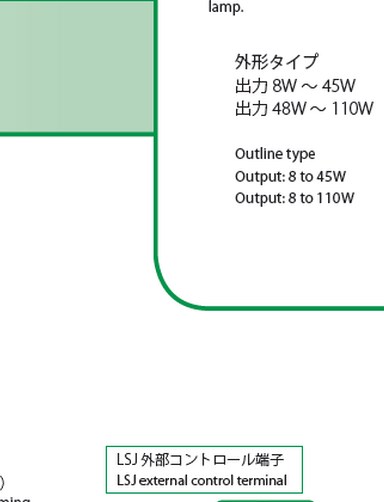 lamp.
外形タイプ
出力 8W ～ 45W
出力 48W ～ 110W
Outline type
Output: 8 to 45W
Output: 8 to 110W
LSJ 外部コントロール端子
LSJ external control terminal
）